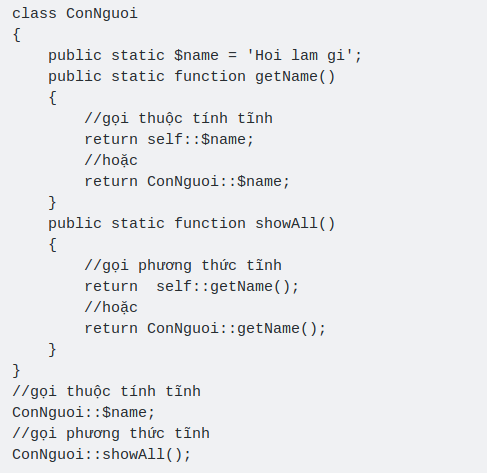 class ConNguoi
{
    public static $name = 'Hoi lam gi';
    public static function getName()
    {
        //gọi thuộc tính tĩnh
        return self::$name;
        //hoặc
        return ConNguoi::$name;
    }
    public static function showAll()
    {
        //gọi phương thức tĩnh
        return  self::getName();
        //hoặc
        return ConNguoi::getName();
    }
}
//gọi thuộc tính tĩnh
ConNguoi::$name;
//gọi phương thức tĩnh
ConNguoi::showAll();